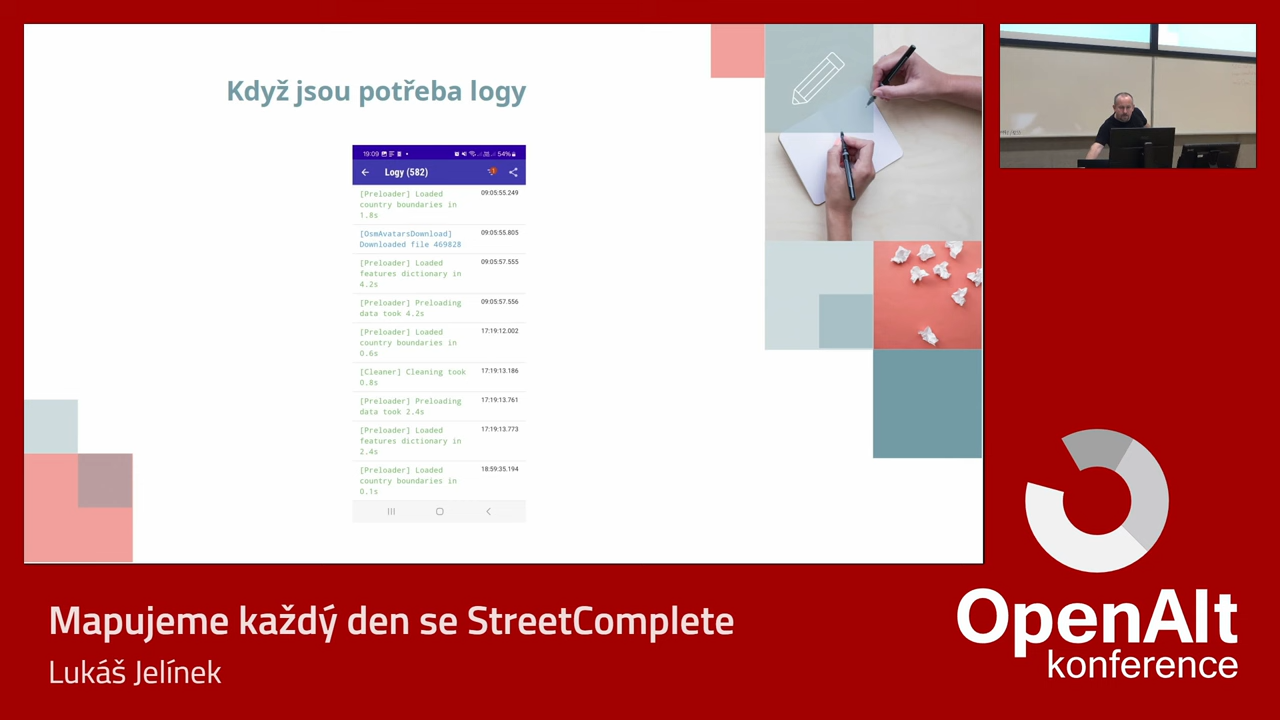 Když jsou potřeba logy
19:09
54%
Logy (582)
[Preloader] Loaded
country boundaries in
1.8s
09:05:55.249
[OsmAvatarsDownload]
Downloaded file 469828
09:05:55.805
[Preloader] Loaded
features dictionary in
4.2s
09:05:57.555
[Preloader] Preloading
data took 4.2s
09:05:57.556
[Preloader] Loaded
country boundaries in
0.6s
17:19:12.002
[Cleaner] Cleaning took
0.8s
17:19:13.186
[Preloader] Preloading
data took 2.4s
17:19:13.761
[Preloader] Loaded
features dictionary in
2.4s
17:19:13.773
[Preloader] Loaded
country boundaries in
0.1s
18:59:35.194
Mapujeme každý den se StreetComplete
Lukáš Jelínek
OpenAlt
konference